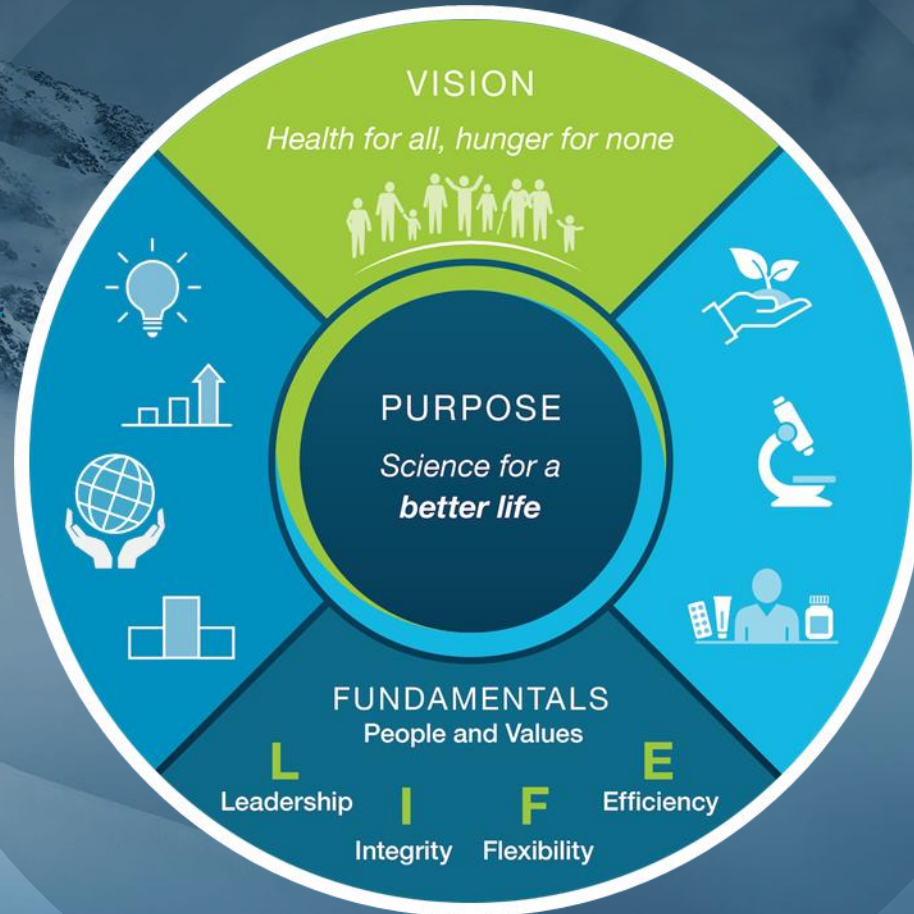 VISION
Health for all, hunger for none
PURPOSE
Science for a
better life
FUNDAMENTALS
People and Values
L I F E
Leadership
Integrity
Flexibility
Efficiency